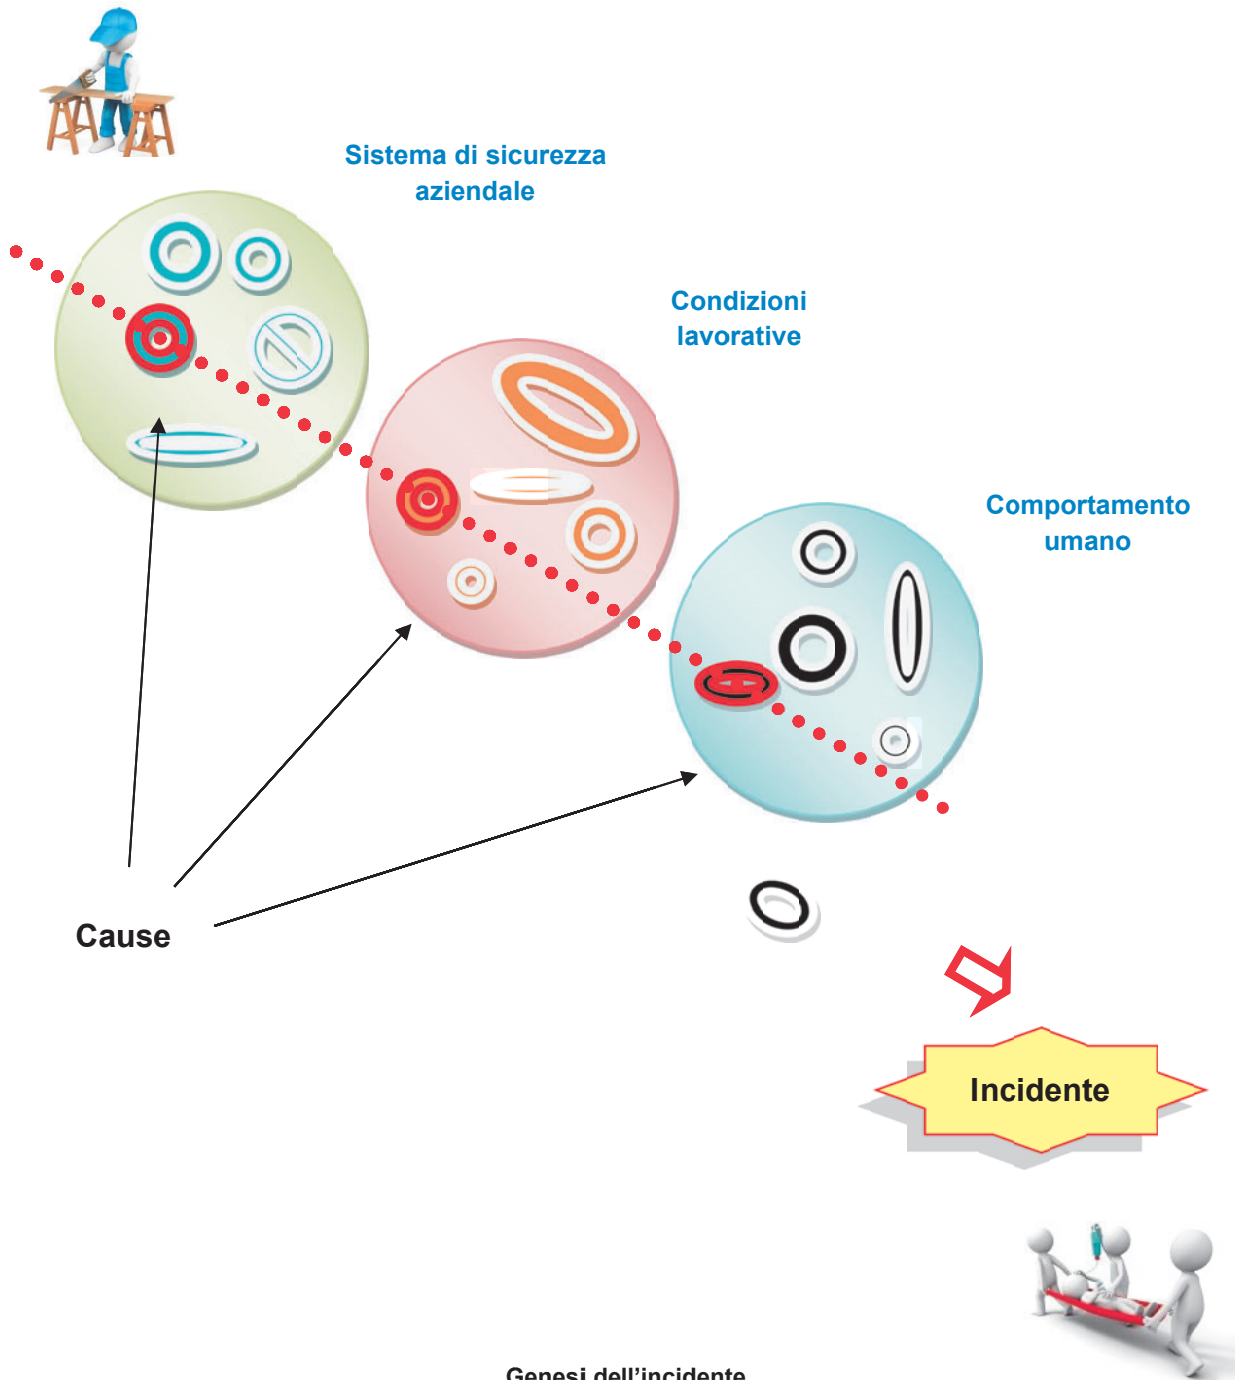 Sistema di sicurezza
aziendale
Condizioni
lavorative
Comportamento
umano
Cause
Incidente
Genesi dell’incidente